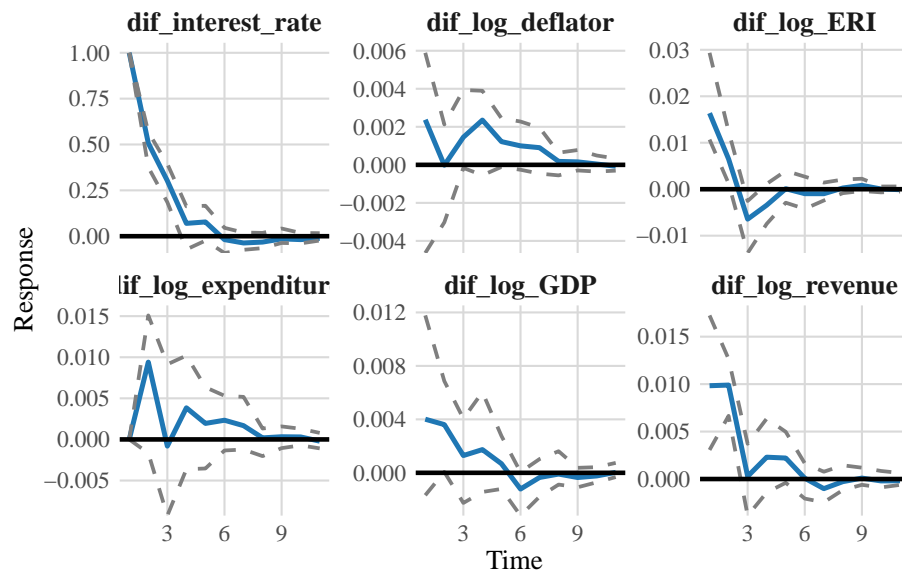 dif_interest_rate
1.00
0.75
0.50
0.25
0.00
dif_log_deflator
0.006
0.004
0.002
0.000
−0.002
−0.004
dif_log_ERI
0.03
0.02
0.01
0.00
−0.01
Response
dif_log_expenditur
0.015
0.010
0.005
0.000
−0.005
3 6 9
dif_log_GDP
0.012
0.008
0.004
0.000
3 6 9
dif_log_revenue
0.015
0.010
0.005
0.000
3 6 9
Time